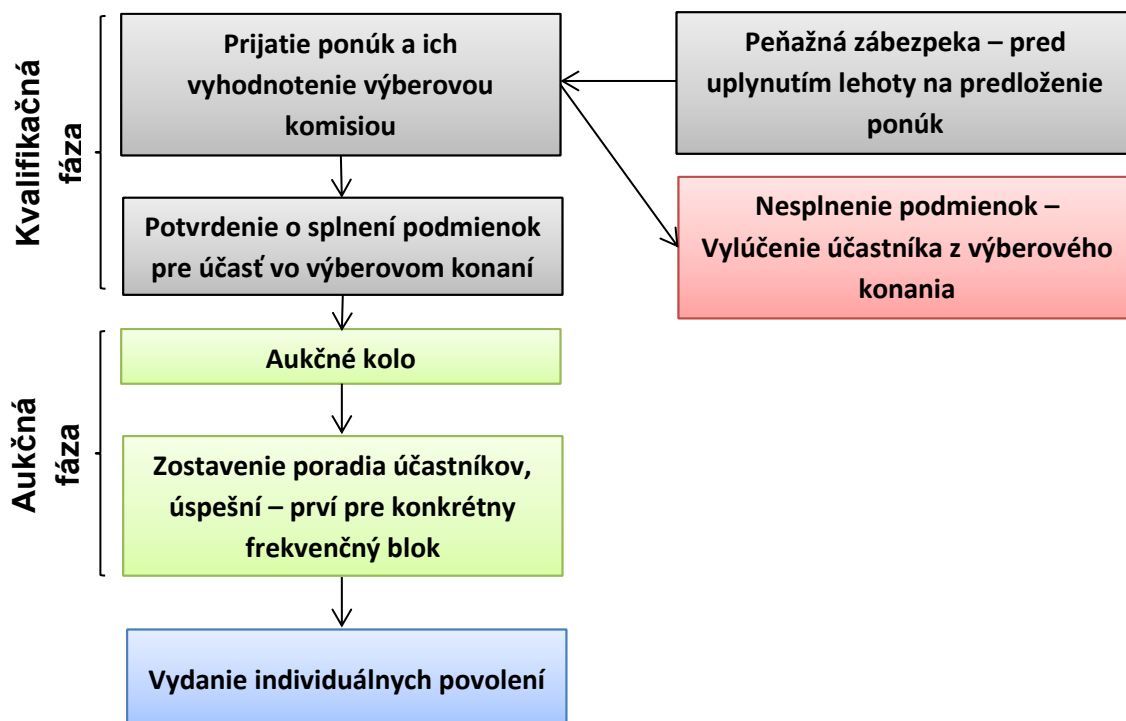 Kvalifikačná
fáza
Prijatie ponúk a ich
vyhodnotenie výberovou
komisiou
Peňažná zábezpeka – pred
uplynutím lehoty na predloženie
ponúk
Nesplnenie podmienok –
Vylúčenie účastníka z výberového
konania
Potvrdenie o splnení podmienok
pre účasť vo výberovom konaní
Aukčná
fáza
Aukčné kolo
Zostavenie poradia účastníkov,
úspešní – prví pre konkrétny
frekvenčný blok
Vydanie individuálnych povolení